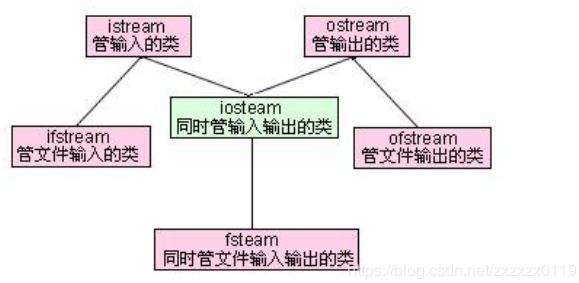 istream
管输入的类
ostream
管输出的类
iosteam
同时管输入输出的类
ifstream
管文件输入的类
ofstream
管文件输出的类
fsteam
同时管文件输入输出的类
https://blog.csdn.net/zxzxzx0119